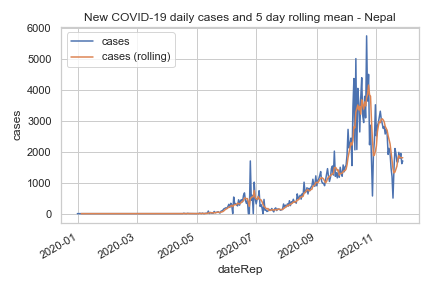 New COVID-19 daily cases and 5 day rolling mean - Nepal
cases
cases (rolling)
6000
5000
4000
3000
2000
1000
0
cases
2020-01
2020-03
2020-05
2020-07
2020-09
2020-11
dateRep